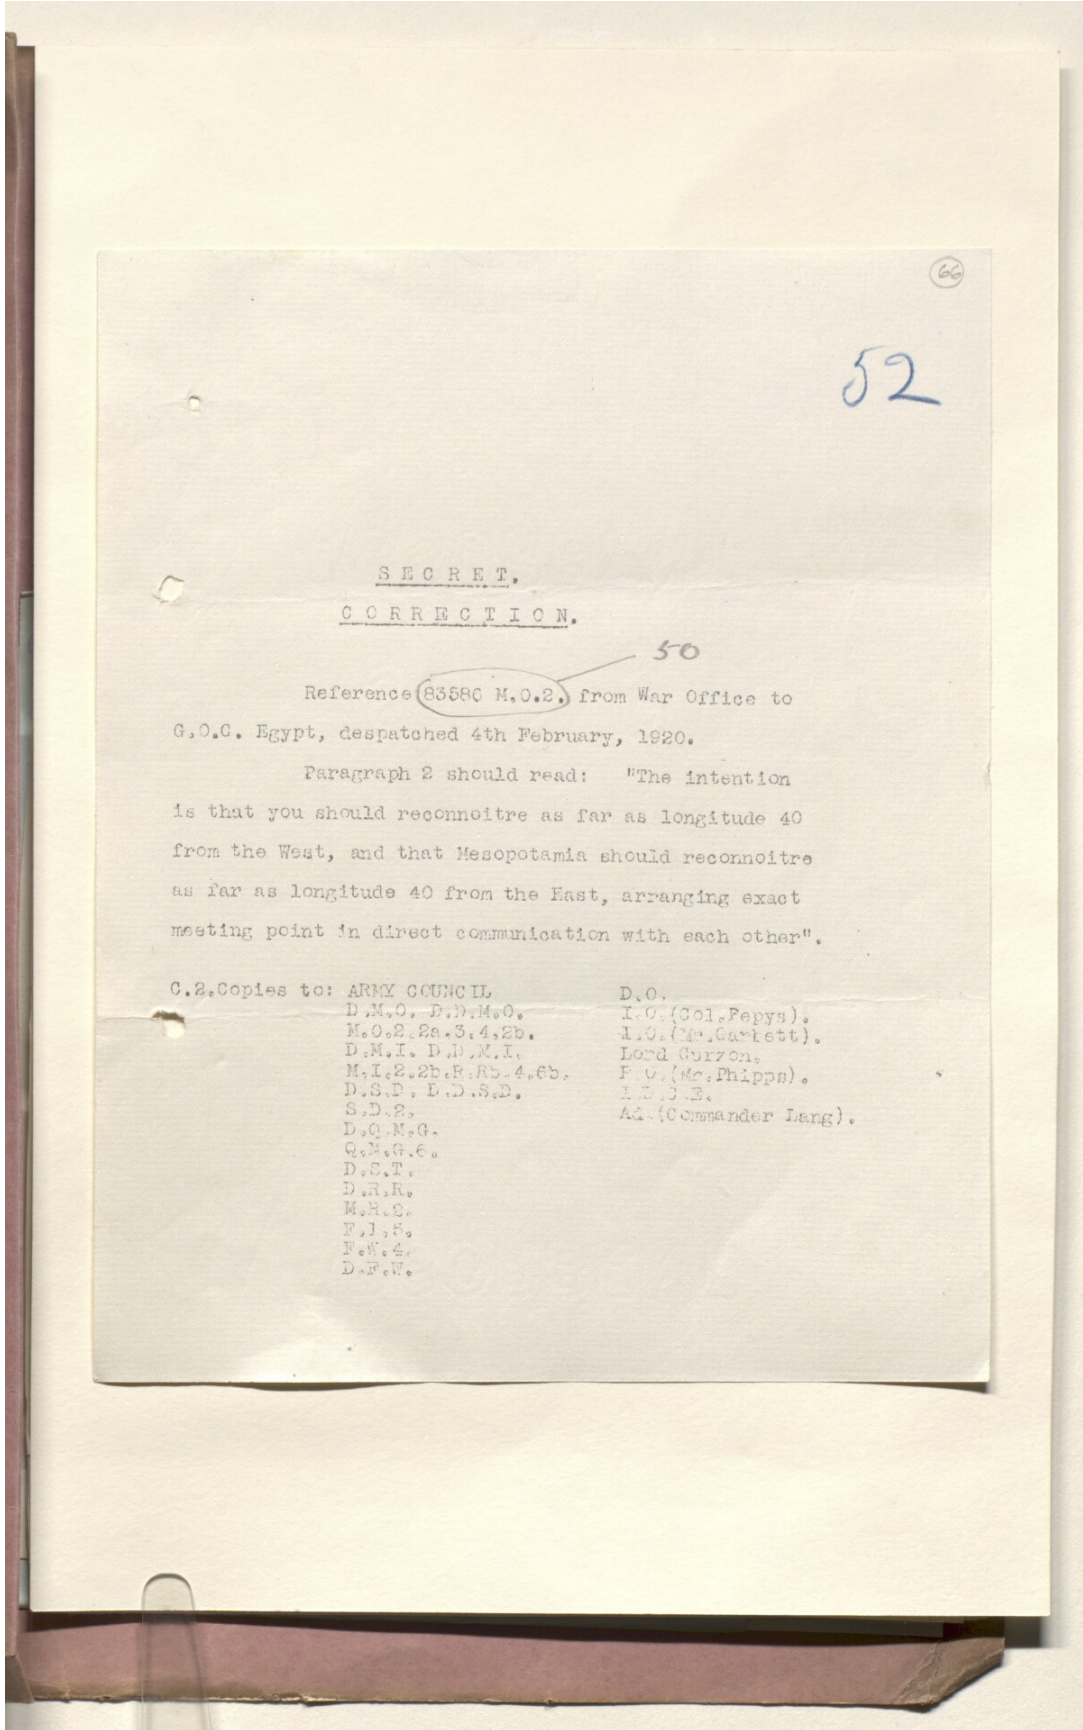 66
52
SECRET.
CORRECTION.
50
Reference 83580 M.O.2. from War Office to
G.O.C. Egypt, despatched 4th February, 1920.
Paragraph 2 should read: "The intention
is that you should reconnoitre as far as longitude 40
from the West, and that Mesopotamia should reconnoitre
as far as longitude 40 from the East, arranging exact
meeting point in direct communication with each other".
C.2.Copies to: ARMY COUNCIL
D.M.O. D.D.M.O.
M.O.2.2a.3.4.2b.
D.M.I. D.D.M.I.
M.I.2.2b.R.Rb.4.6b.
D.S.D. D.D.S.D.
S.D.2.
D.Q.M.G.
Q.M.G.6.
D.S.T.
D.R.R.
M.R.2.
F.1.5.
F.W.4.
D.F.W.
D.O.
I.O.(Col.Pepys).
I.O.(Mr.Garbett).
Lord Curzon.
F.O.(Mr.Phipps).
Ad.(Commander Lang).